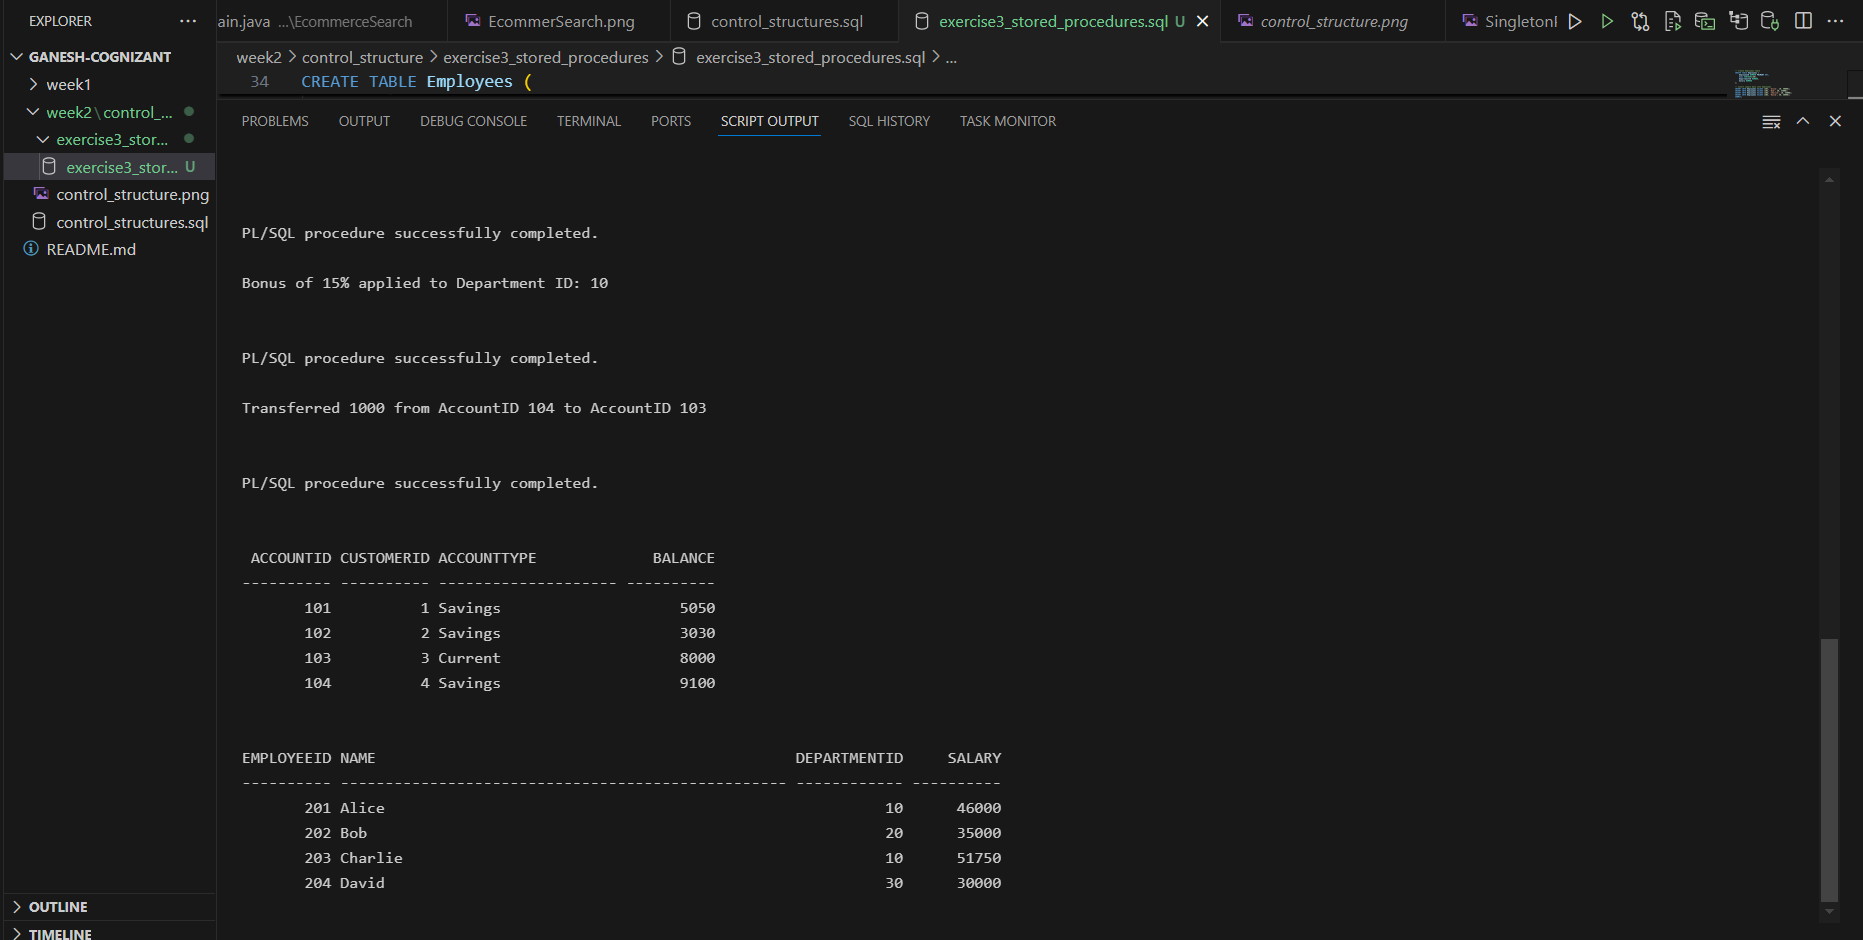 EXPLORER ...
GANESH-COGNIZANT
week1
week2\control_...
exercise3_stor...
exercise3_stor... U
control_structure.png
control_structures.sql
README.md
OUTLINE
TIMELINE
ain.java ...\EcommerceSearch EcommerSearch.png control_structures.sql exercise3_stored_procedures.sql U control_structure.png Singleton
week2 > control_structure > exercise3_stored_procedures > exercise3_stored_procedures.sql > ...
34 CREATE TABLE Employees (
PROBLEMS OUTPUT DEBUG CONSOLE TERMINAL PORTS SCRIPT OUTPUT SQL HISTORY TASK MONITOR
PL/SQL procedure successfully completed.
Bonus of 15% applied to Department ID: 10
PL/SQL procedure successfully completed.
Transferred 1000 from AccountID 104 to AccountID 103
PL/SQL procedure successfully completed.
ACCOUNTID CUSTOMERID ACCOUNTTYPE BALANCE
---------- ---------- -------------------- ----------
101 1 Savings 5050
102 2 Savings 3030
103 3 Current 8000
104 4 Savings 9100
EMPLOYEEID NAME DEPARTMENTID SALARY
---------- -------------------------------------------------- ------------ ----------
201 Alice 10 46000
202 Bob 20 35000
203 Charlie 10 51750
204 David 30 30000